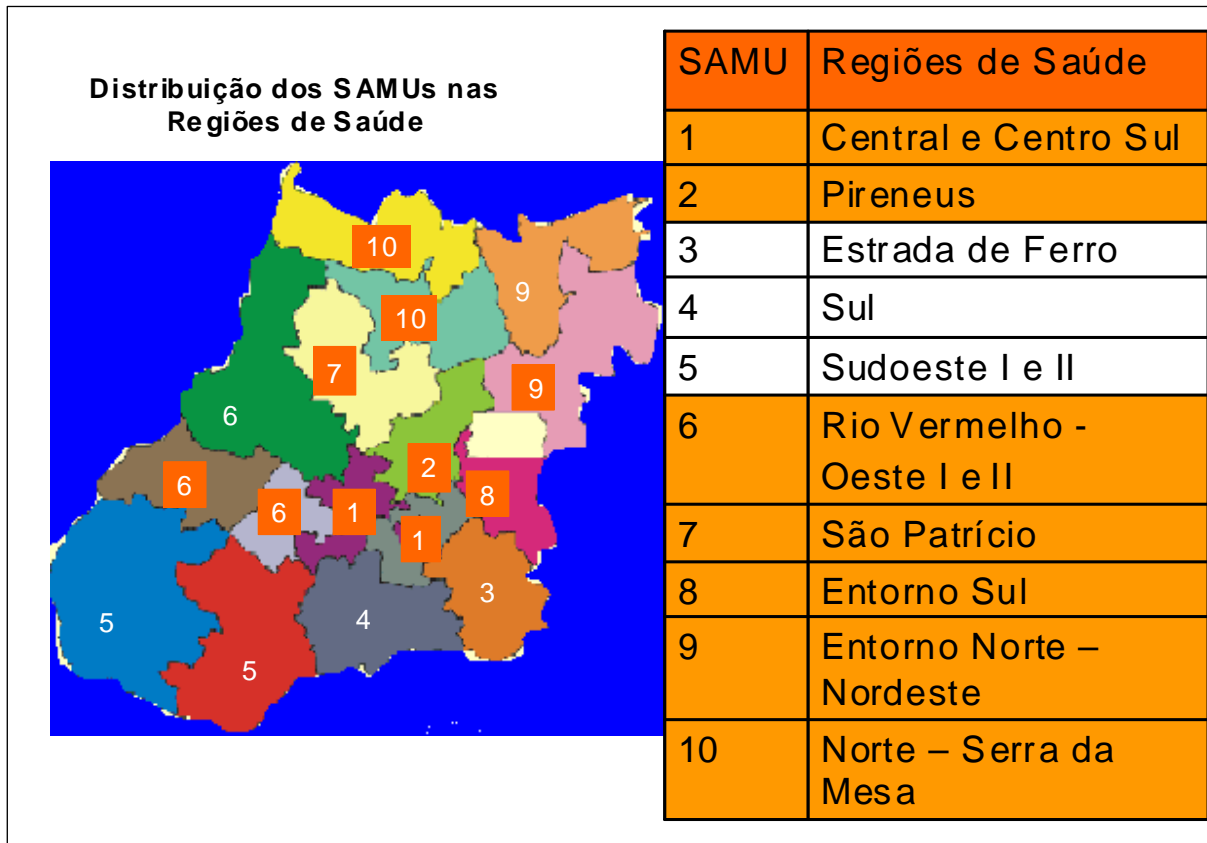 Distribuição dos SAMUs nas
Regiões de Saúde
10
9
10
7
9
6
2
6
6
1
8
1
3
5
4
5
SAMU Regiões de Saúde
1 Central e Centro Sul
2 Pireneus
3 Estrada de Ferro
4 Sul
5 Sudoeste I e II
6 Rio Vermelho -
Oeste I e II
7 São Patrício
8 Entorno Sul
9 Entorno Norte –
Nordeste
10 Norte – Serra da
Mesa